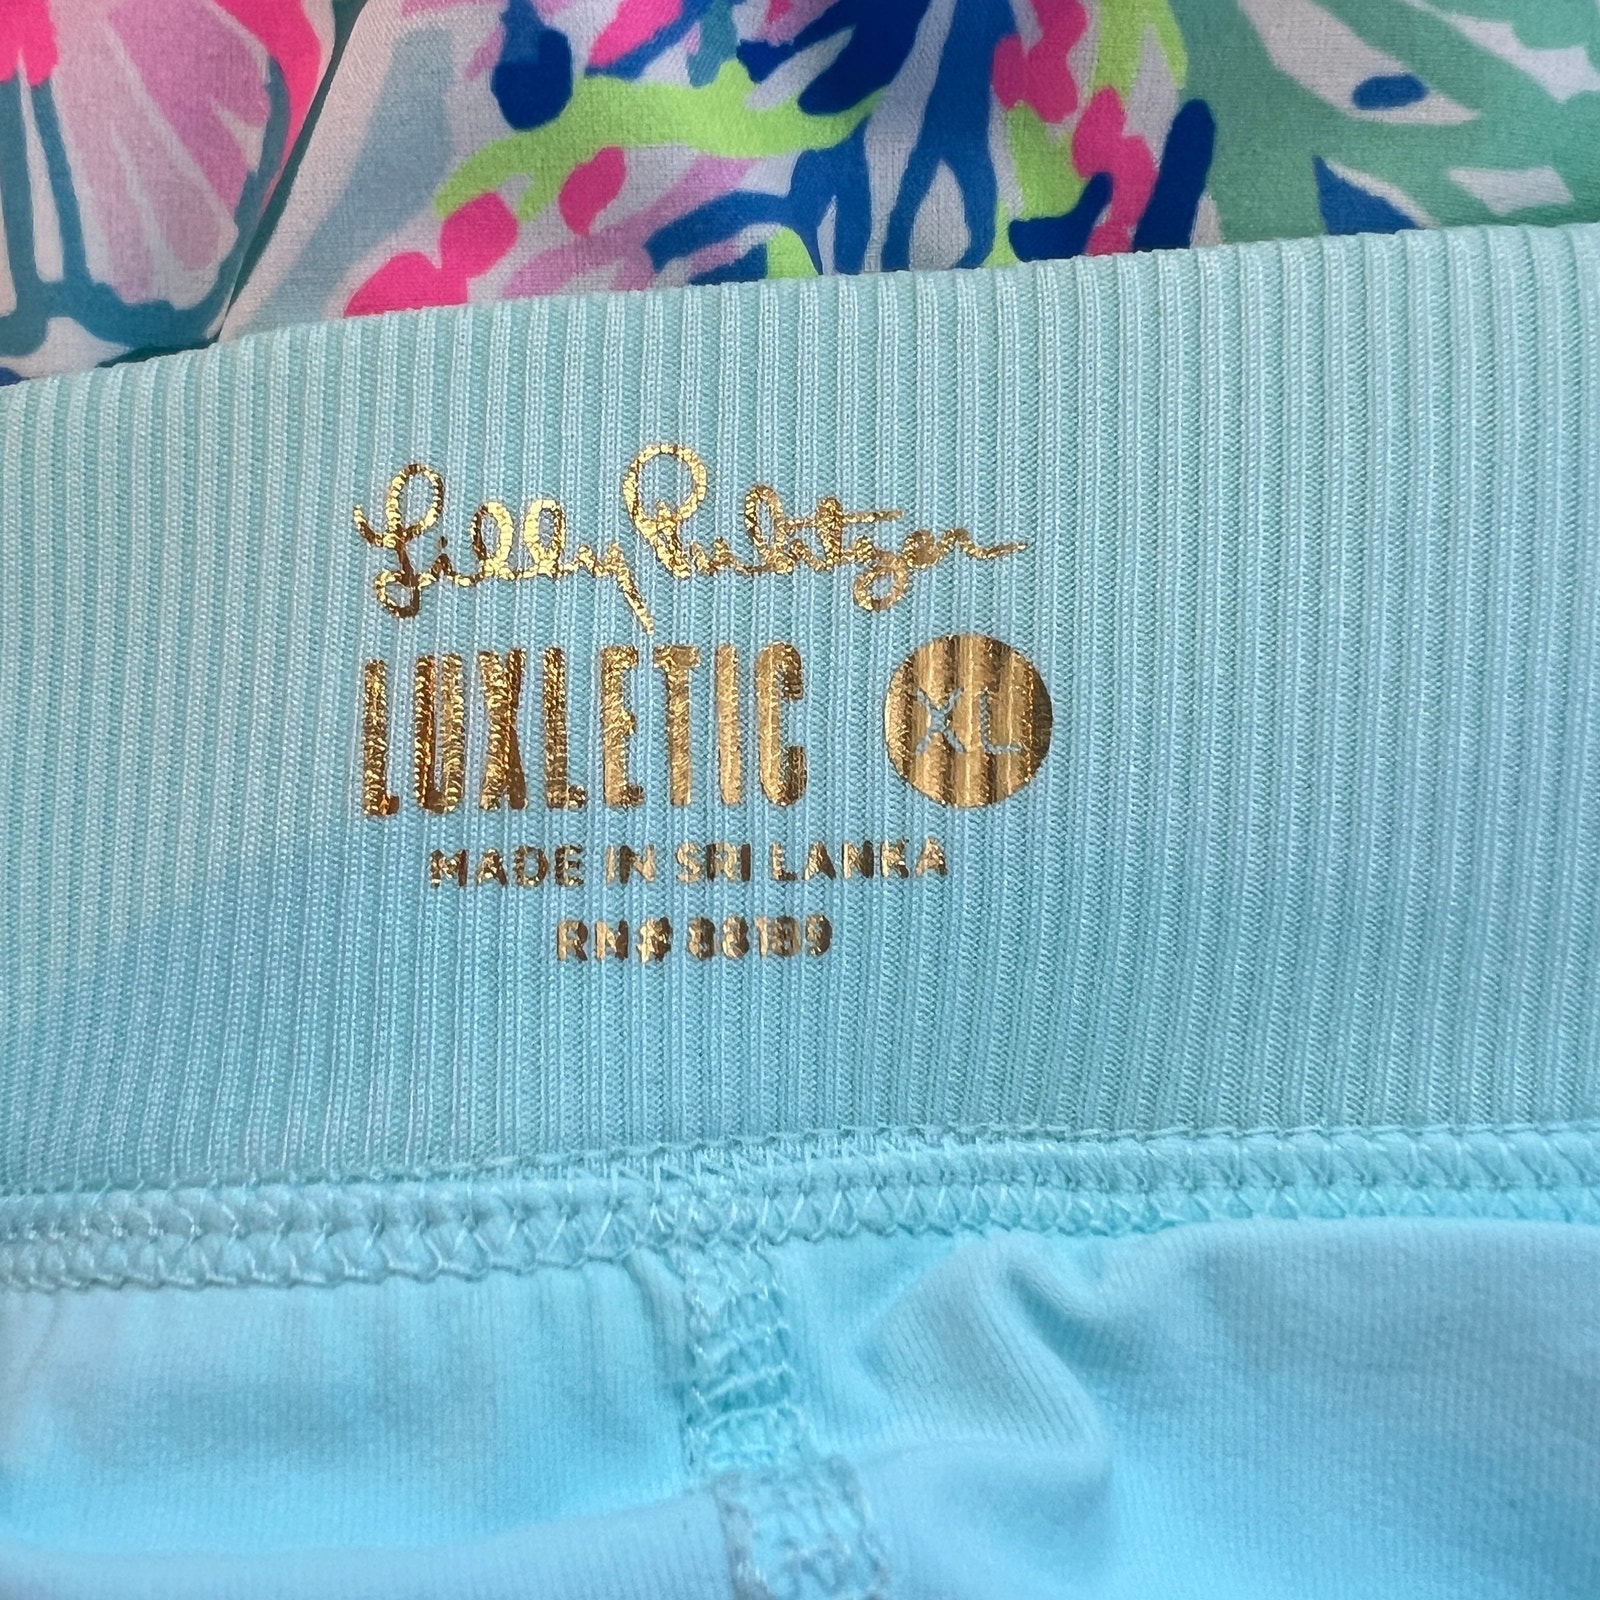 Lilly Pulitzer
LUXLETIC XL
MADE IN SRI LANKA
RN# 88189